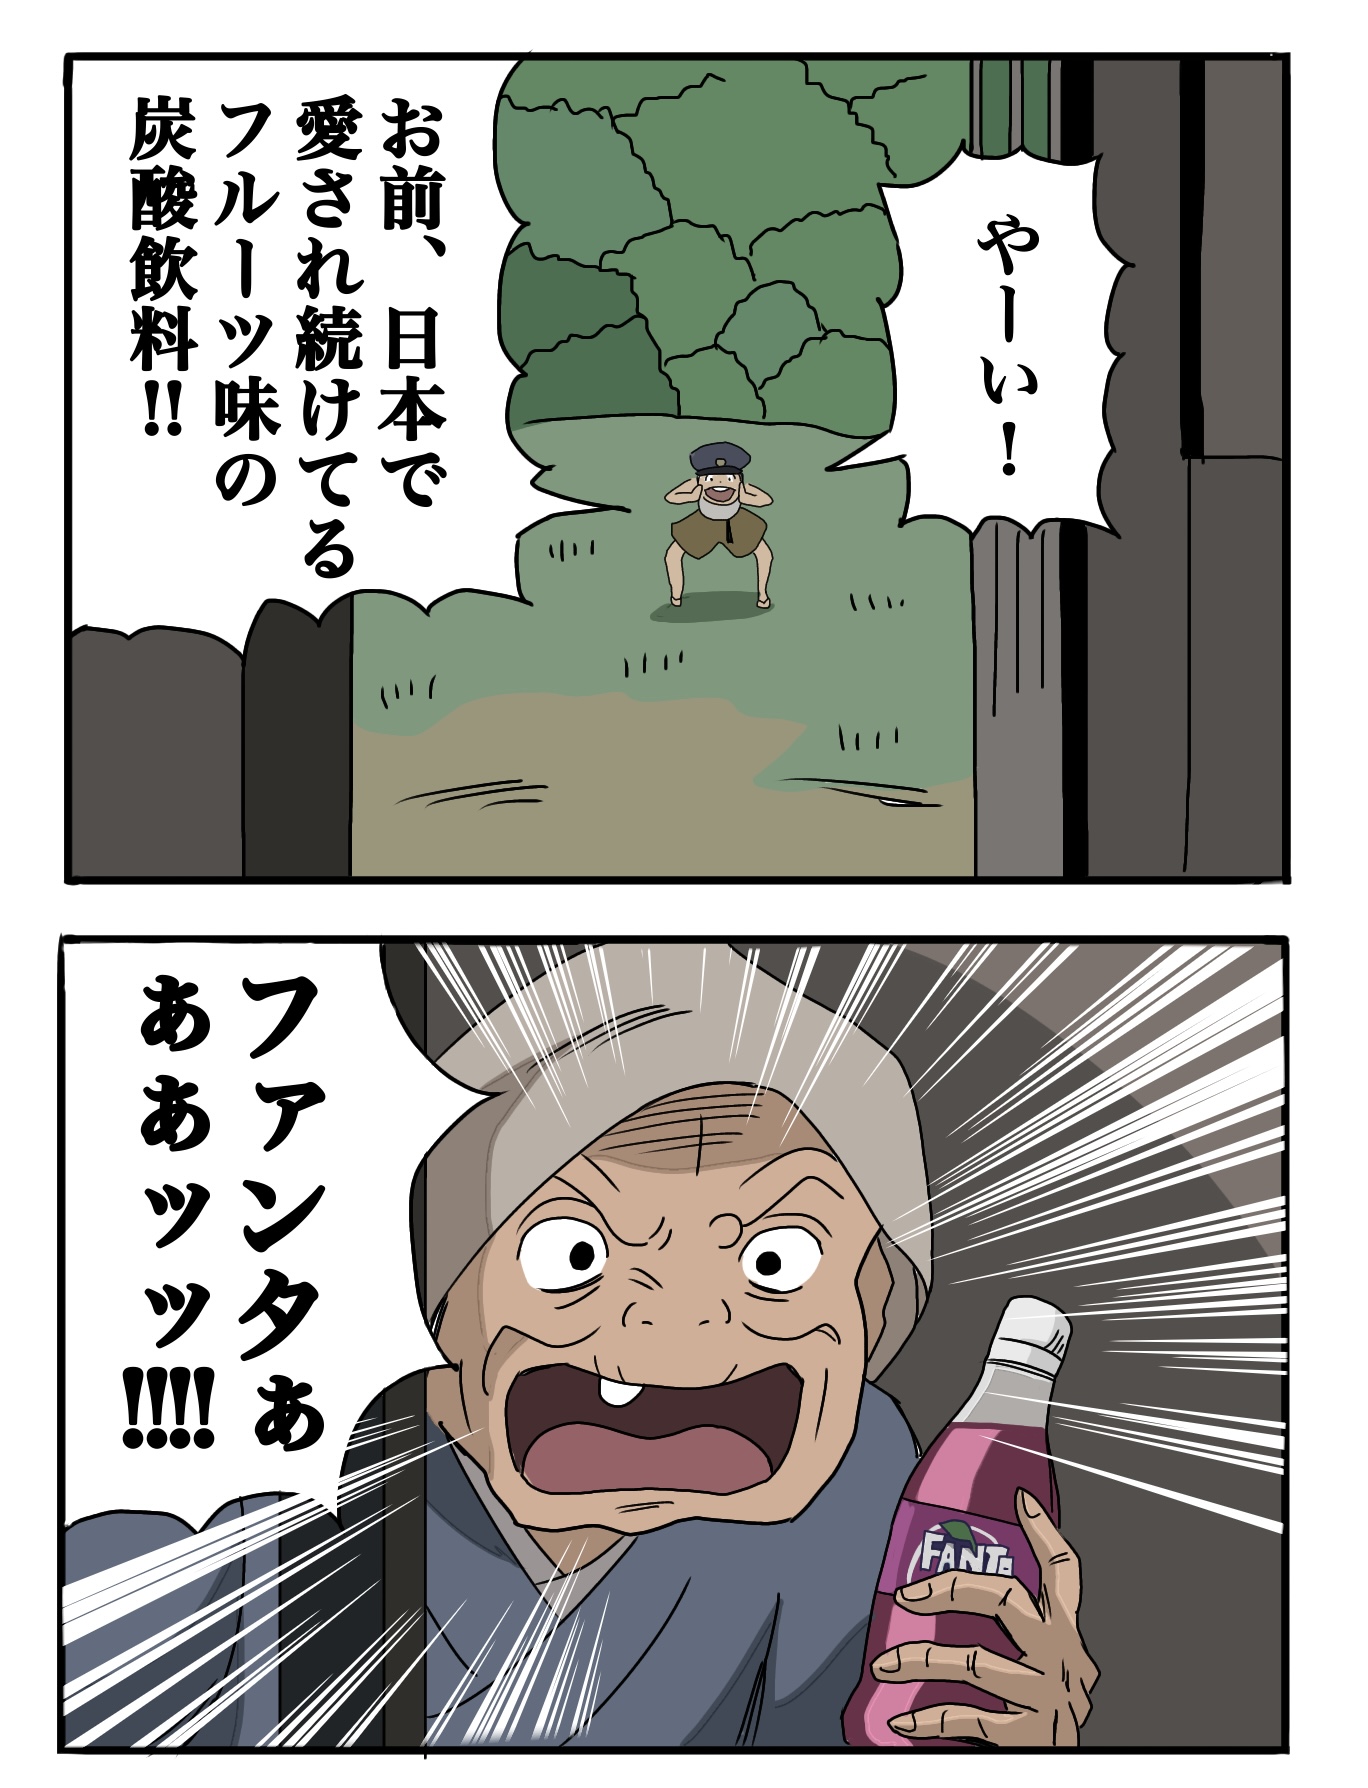 やーい！
お前、日本で
愛され続けてる
フルーツ味の
炭酸飲料!!
ファンタぁ
ああッッ!!!!
FANTA